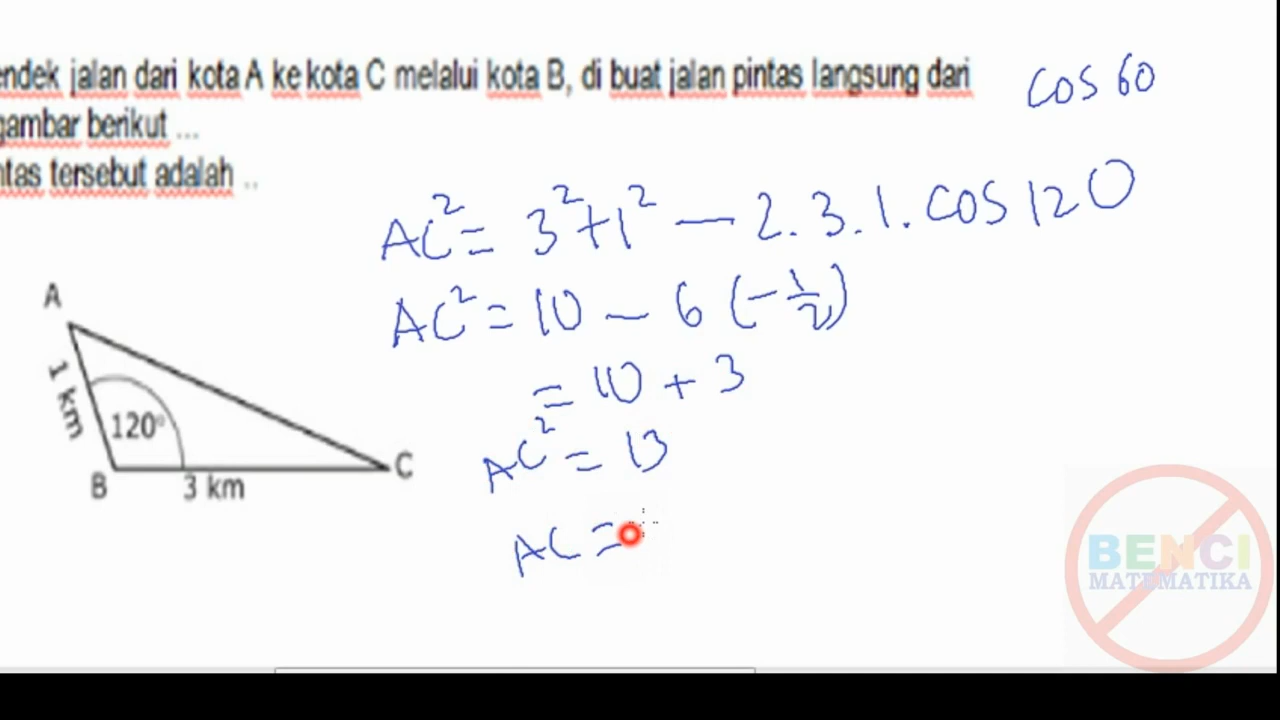 endek jalan dari kota A ke kota C melalui kota B, di buat jalan pintas langsung dari
gambar berikut ...
ntas tersebut adalah ..
cos 60
AC² = 3² + 1² - 2.3.1. cos 120
AC² = 10 - 6 (-1/2)
= 10 + 3
AC² = 13
AC =
A
1 km
120°
B
3 km
C
BENCI
MATEMATIKA